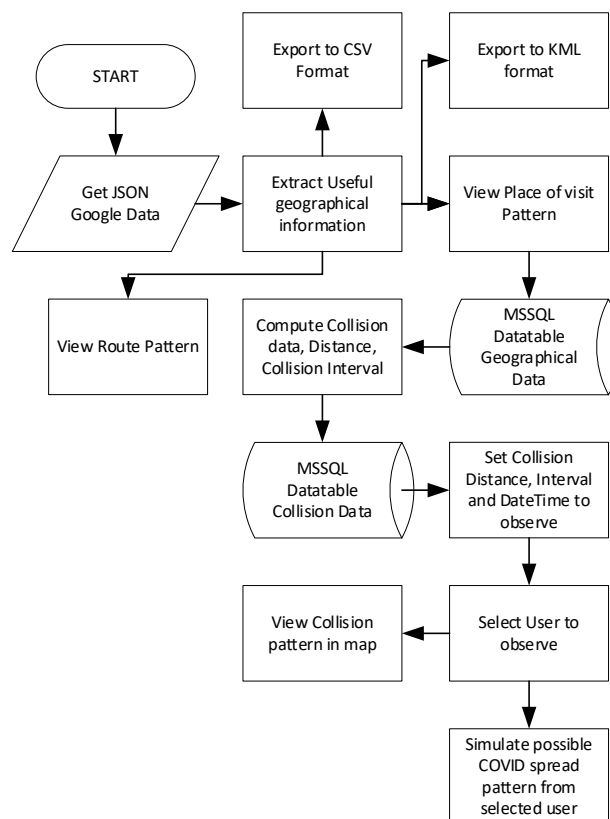 START
Export to CSV
Format
Export to KML
format
Get JSON
Google Data
Extract Useful
geographical
information
View Place of visit
Pattern
View Route Pattern
Compute Collision
data, Distance,
Collision Interval
MSSQL
Datatable
Geographical
Data
MSSQL
Datatable
Collision Data
Set Collision
Distance, Interval
and DateTime to
observe
View Collision
pattern in map
Select User to
observe
Simulate possible
COVID spread
pattern from
selected user